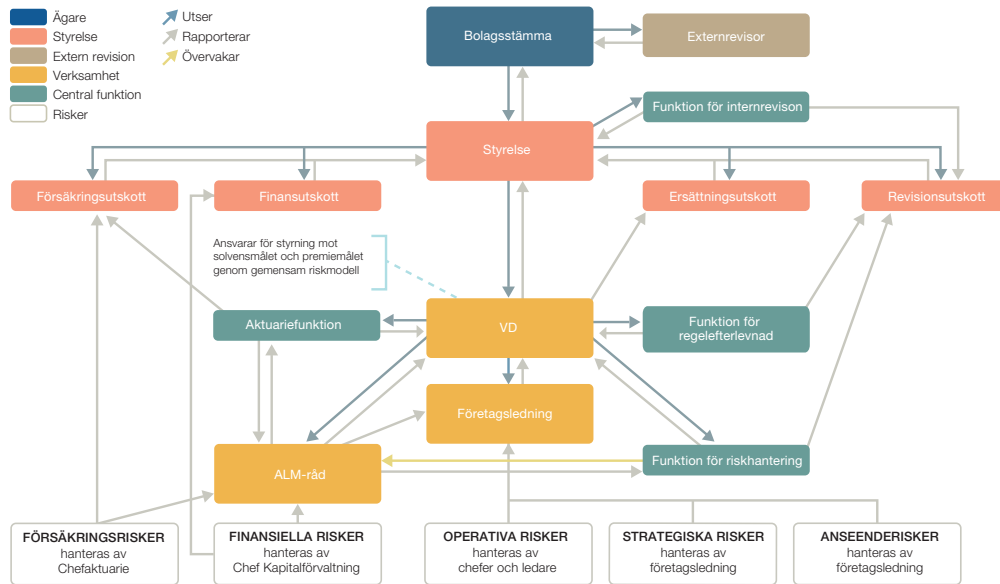 Ägare
Styrelse
Extern revision
Verksamhet
Central funktion
Risker
Utser
Rapporterar
Övervakar
Bolagsstämma
Externrevisor
Funktion för internrevison
Styrelse
Försäkringsutskott
Finansutskott
Ersättningsutskott
Revisionsutskott
Ansvarar för styrning mot
solvensmålet och premiemålet
genom gemensam riskmodell
Aktuariefunktion
VD
Funktion för
regelefterlevnad
Företagsledning
ALM-råd
Funktion för riskhantering
FÖRSÄKRINGSRISKER
hanteras av
Chefaktuarie
FINANSIELLA RISKER
hanteras av
Chef Kapitalförvaltning
OPERATIVA RISKER
hanteras av
chefer och ledare
STRATEGISKA RISKER
hanteras av
företagsledning
ANSEENDERISKER
hanteras av
företagsledning